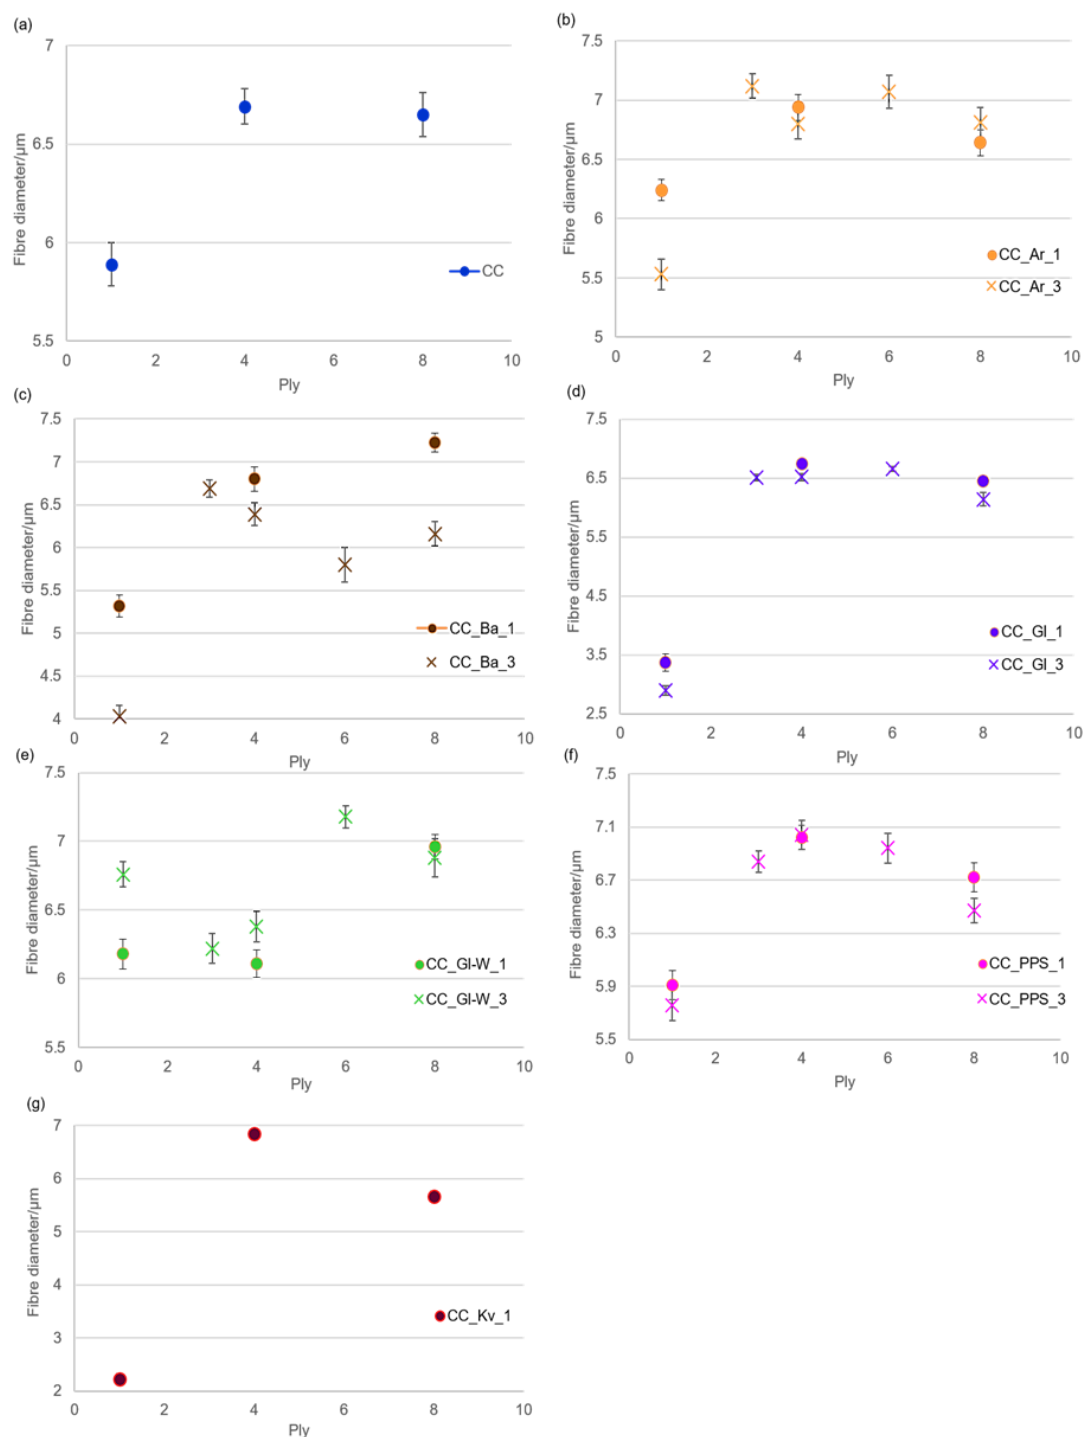 (a)
7
6.5
6
5.5
0 2 4 6 8 10
Fibre diameter/μm
Ply
CC
(b)
7.5
7
6.5
6
5.5
5
0 2 4 6 8 10
Fibre diameter/μm
Ply
CC_Ar_1
CC_Ar_3
(c)
7.5
7
6.5
6
5.5
5
4.5
4
0 2 4 6 8 10
Fibre diameter/μm
Ply
CC_Ba_1
CC_Ba_3
(d)
7.5
6.5
5.5
4.5
3.5
2.5
0 2 4 6 8 10
Fibre diameter/μm
Ply
CC_Gl_1
CC_Gl_3
(e)
7.5
7
6.5
6
5.5
0 2 4 6 8 10
Fibre diameter/μm
Ply
CC_Gl-W_1
CC_Gl-W_3
(f)
7.5
7.1
6.7
6.3
5.9
5.5
0 2 4 6 8 10
Fibre diameter/μm
Ply
CC_PPS_1
CC_PPS_3
(g)
7
6
5
4
3
2
0 2 4 6 8 10
Fibre diameter/μm
Ply
CC_Kv_1